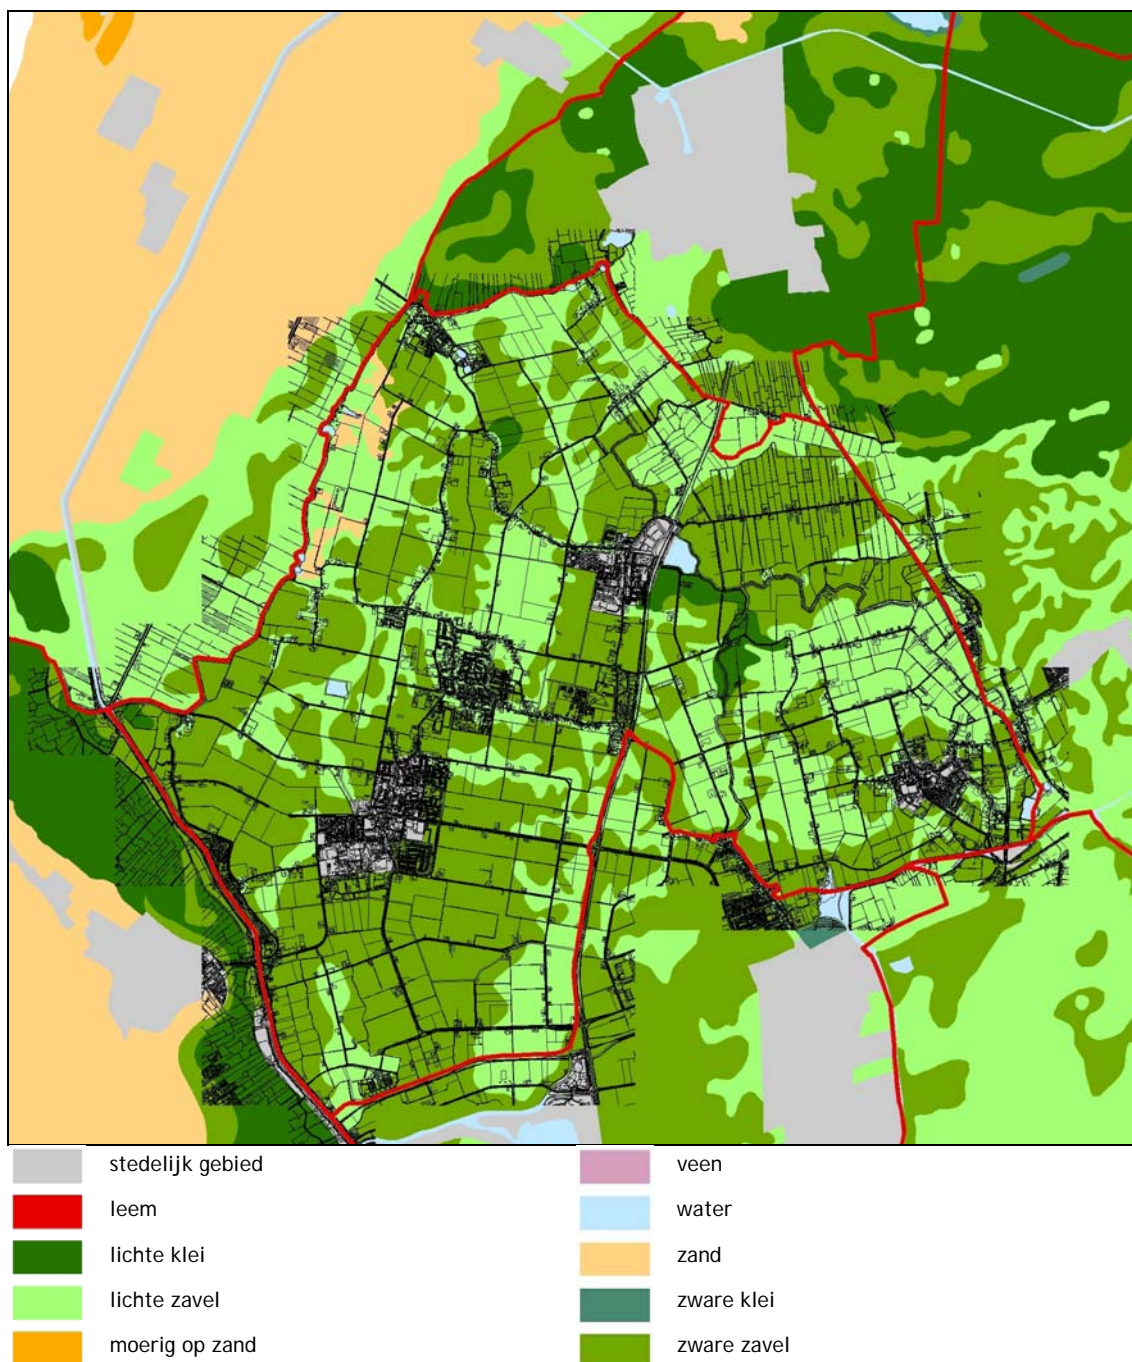 stedelijk gebied
leem
lichte klei
lichte zavel
moerig op zand
veen
water
zand
zware klei
zware zavel